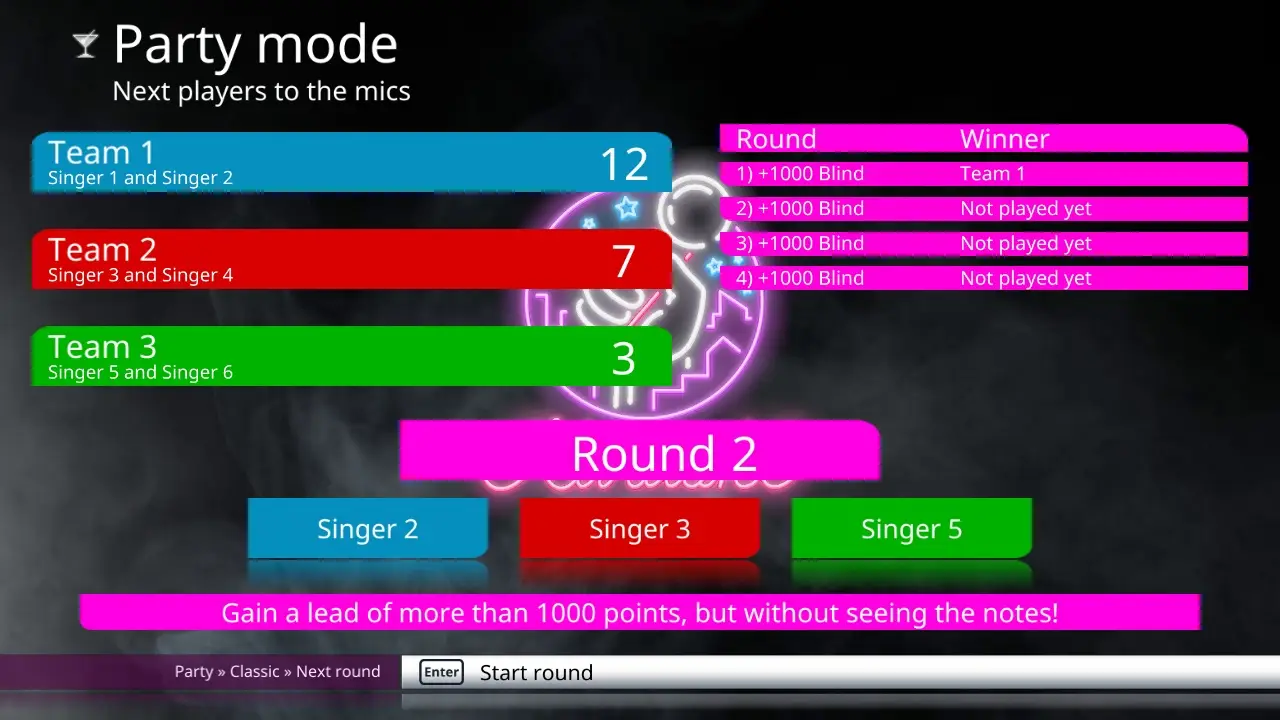 Party mode
Next players to the mics
Team 1
Singer 1 and Singer 2
12
Team 2
Singer 3 and Singer 4
7
Team 3
Singer 5 and Singer 6
3
Round Winner
1) +1000 Blind Team 1
2) +1000 Blind Not played yet
3) +1000 Blind Not played yet
4) +1000 Blind Not played yet
Round 2
Singer 2 Singer 3 Singer 5
Gain a lead of more than 1000 points, but without seeing the notes!
Party » Classic » Next round
Enter Start round